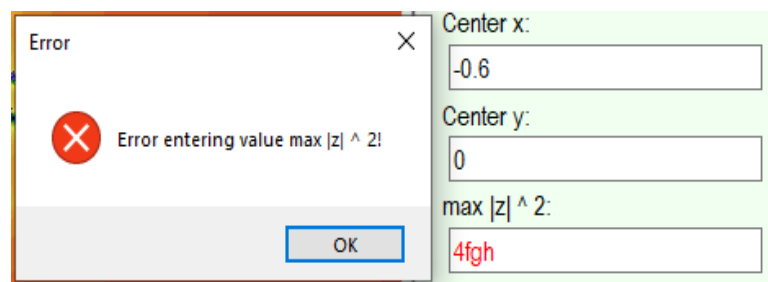 Error
Error entering value max |z| ^ 2!
OK
Center x:
-0.6
Center y:
0
max |z| ^ 2:
4fgh